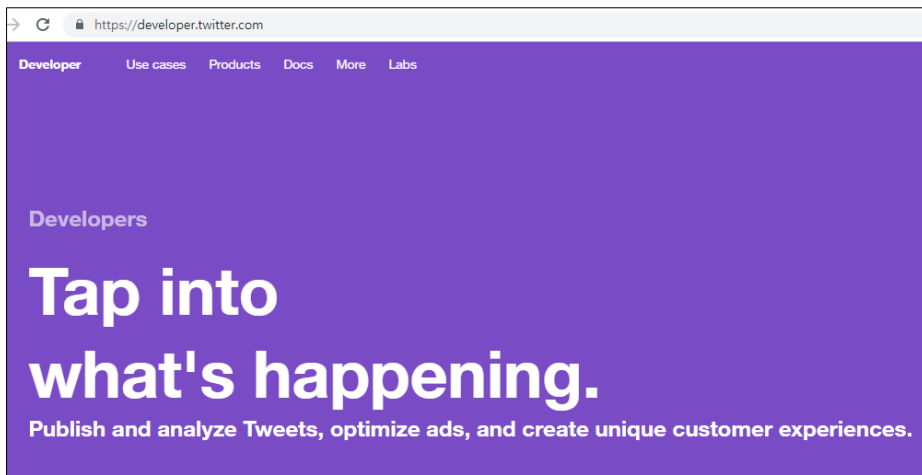 https://developer.twitter.com
Developer Use cases Products Docs More Labs
Developers
Tap into
what's happening.
Publish and analyze Tweets, optimize ads, and create unique customer experiences.